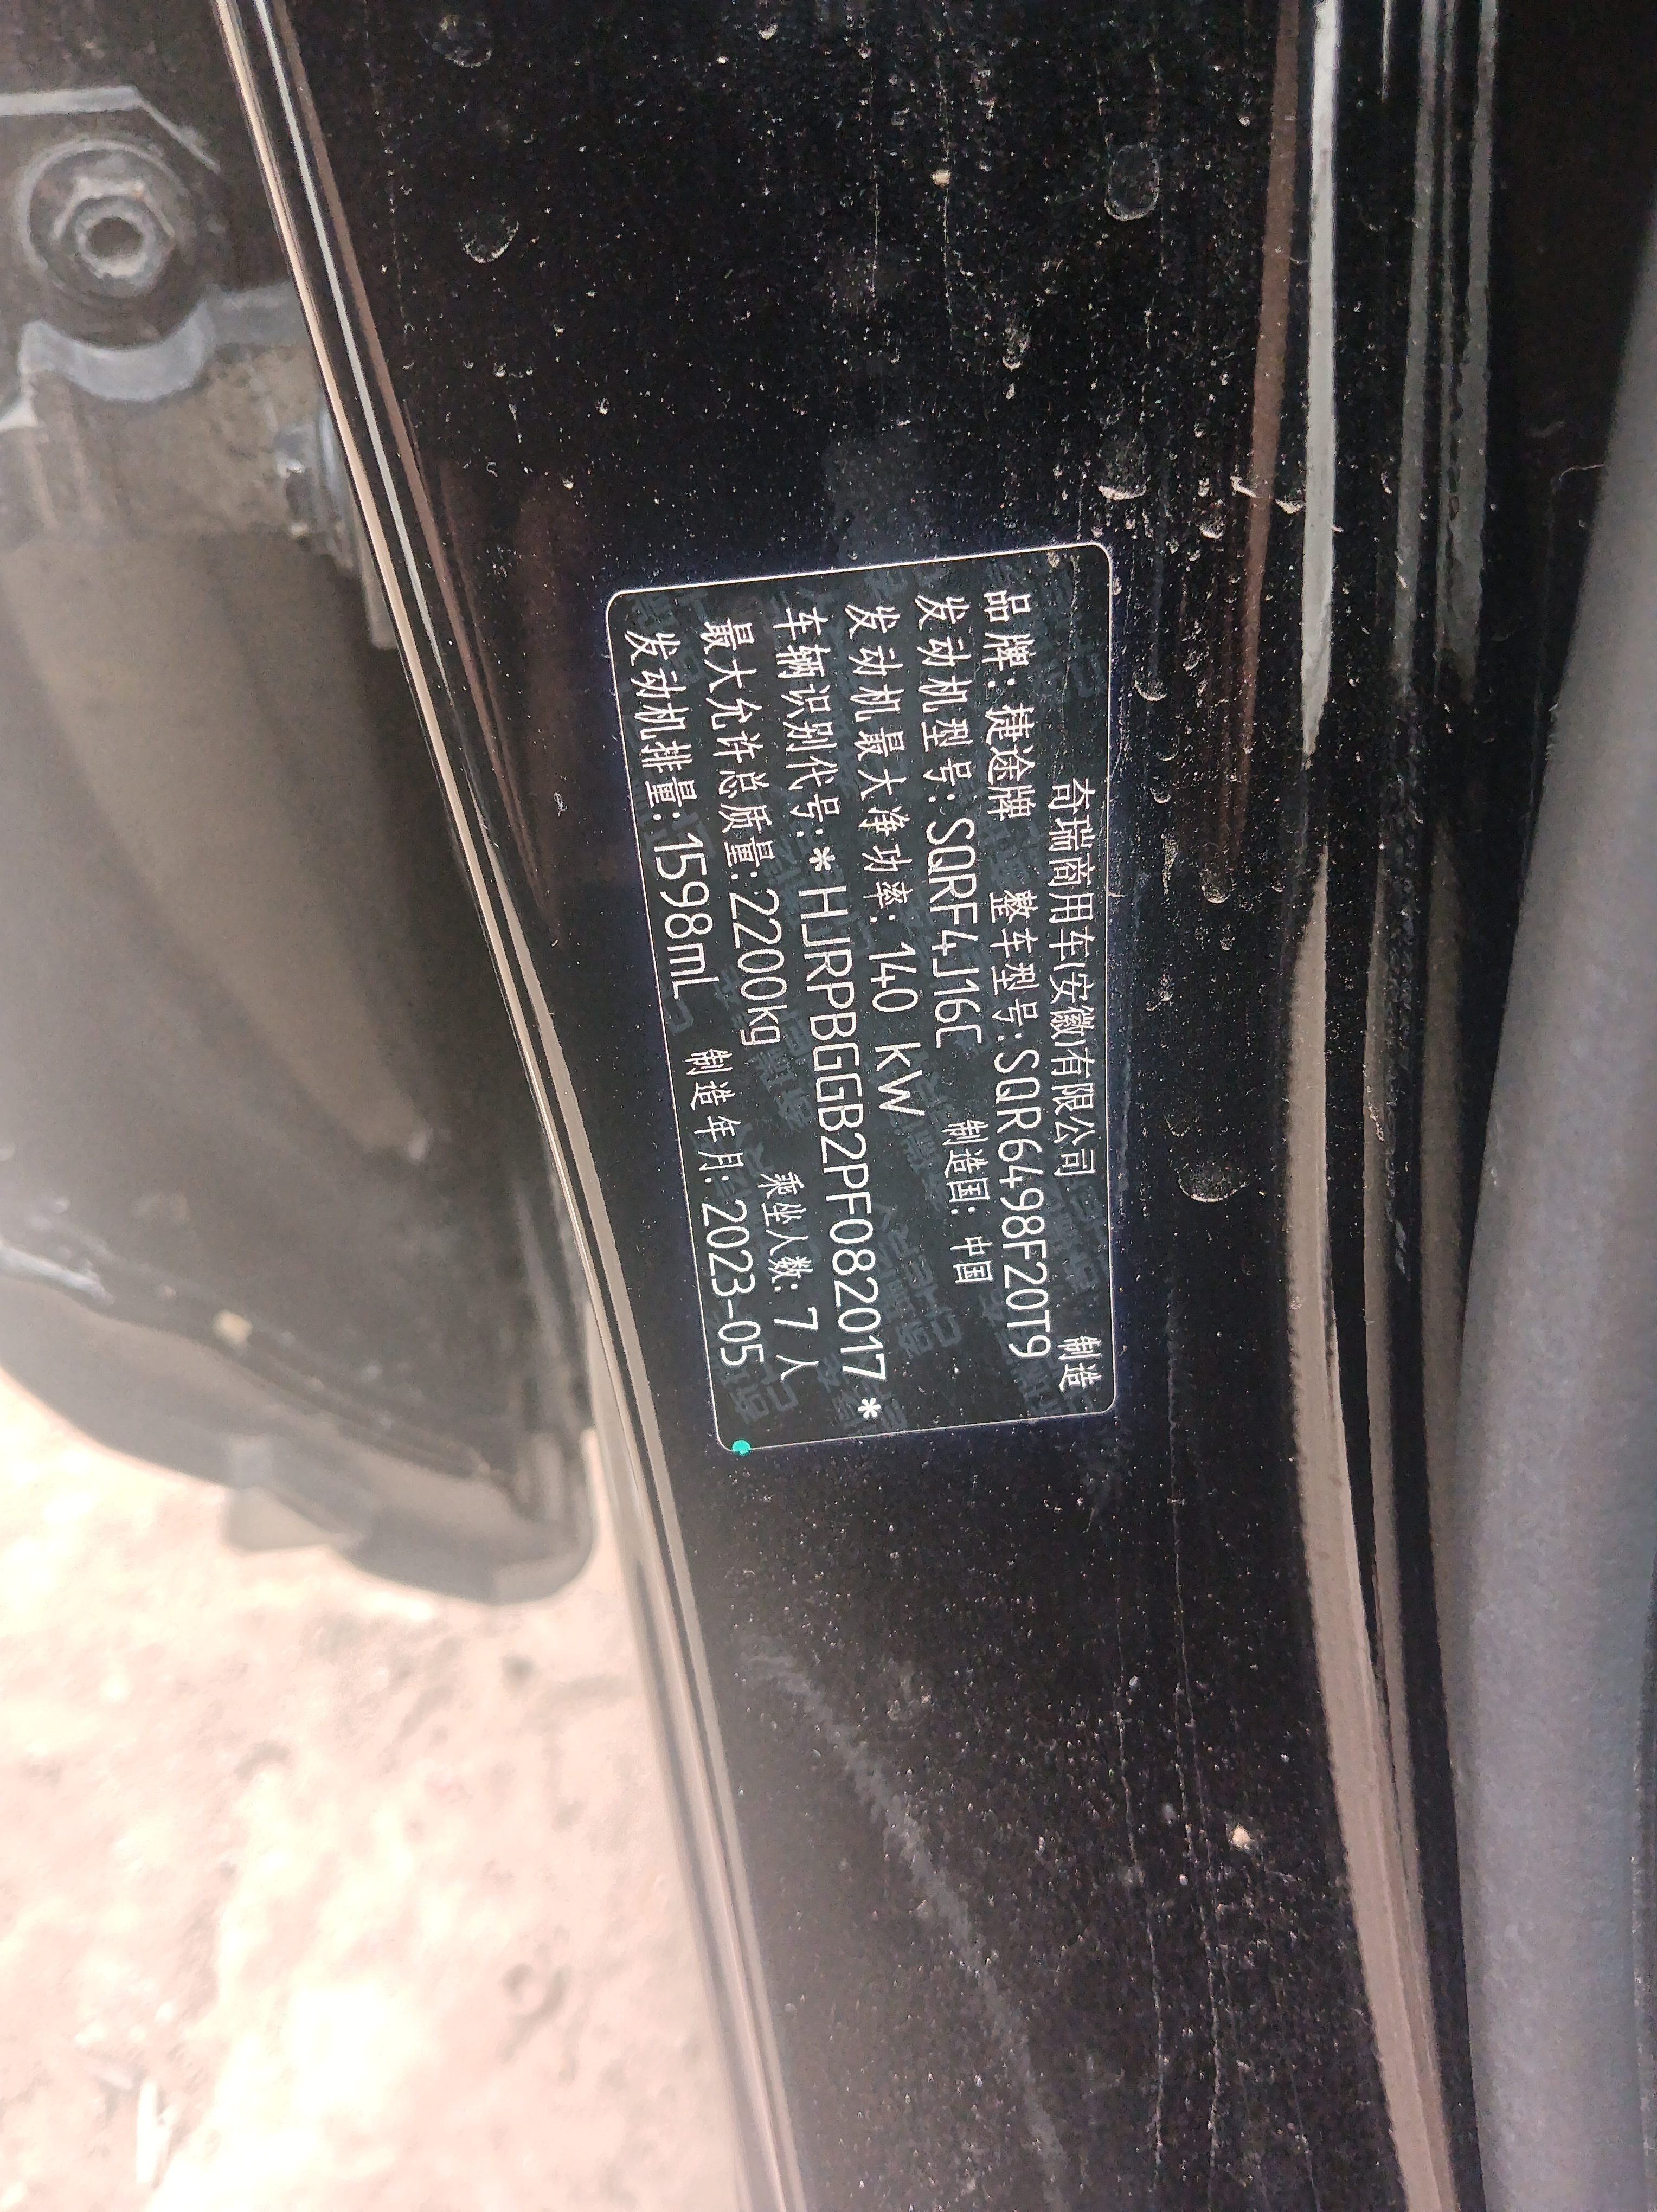 奇瑞商用车(安徽)有限公司 制造
品牌: 捷途牌 整车型号: SQR6498F20T9
发动机型号: SQRF4J16C 制造国: 中国
发动机最大净功率: 140 kW
车辆识别代号: *HJRPBGGB2PF082017*
最大允许总质量: 2200kg 乘坐人数: 7 人
发动机排量: 1598mL 制造年月: 2023-05